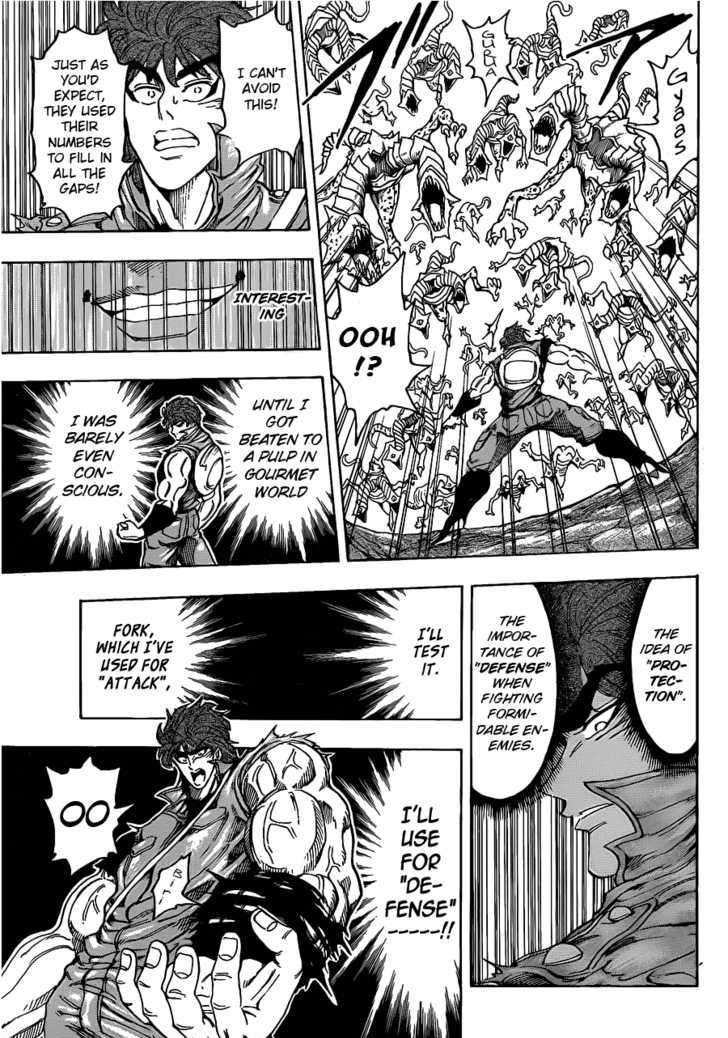 Gyaas
GURUA
OOH
!?
I CAN'T
AVOID
THIS!
JUST AS
YOU'D
EXPECT,
THEY USED
THEIR
NUMBERS
TO FILL IN
ALL THE
GAPS!
INTEREST-
ING
UNTIL I
GOT
BEATEN TO
A PULP IN
GOURMET
WORLD
I WAS
BARELY
EVEN
CON-
SCIOUS.
THE
IDEA OF
"PRO-
TEC-
TION".
THE
IMPOR-
TANCE OF
"DEFENSE"
WHEN
FIGHTING
FORMI-
DABLE EN-
EMIES.
I'LL
TEST
IT.
FORK,
WHICH I'VE
USED FOR
"ATTACK",
I'LL
USE
FOR
"DE-
FENSE"
-----!!
OO